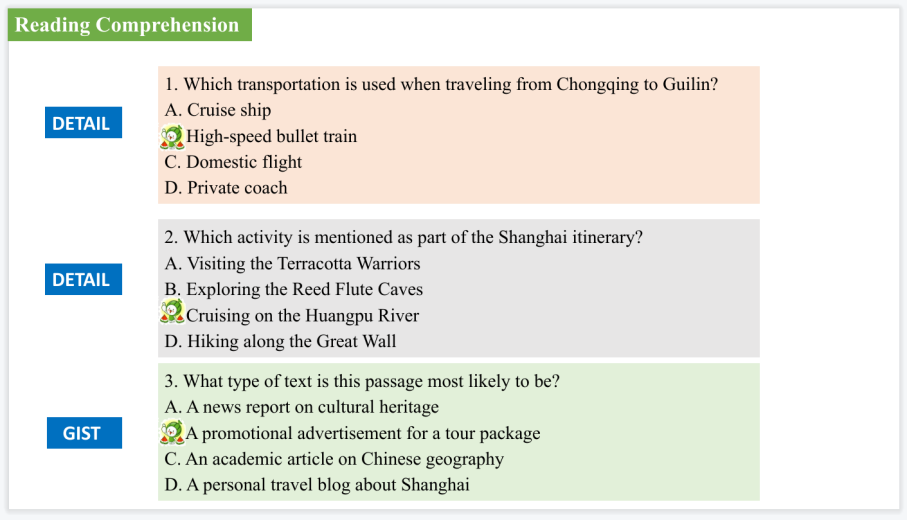 Reading Comprehension
DETAIL
1. Which transportation is used when traveling from Chongqing to Guilin?
A. Cruise ship
High-speed bullet train
C. Domestic flight
D. Private coach
DETAIL
2. Which activity is mentioned as part of the Shanghai itinerary?
A. Visiting the Terracotta Warriors
B. Exploring the Reed Flute Caves
Cruising on the Huangpu River
D. Hiking along the Great Wall
GIST
3. What type of text is this passage most likely to be?
A. A news report on cultural heritage
A promotional advertisement for a tour package
C. An academic article on Chinese geography
D. A personal travel blog about Shanghai